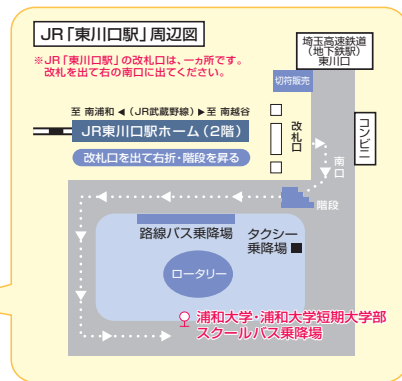 JR「東川口駅」周辺図
※JR「東川口駅」の改札口は、一ヵ所です。
改札を出て右の南口に出てください。
埼玉高速鉄道
(地下鉄駅)
東川口
切符販売
至 南浦和 ◀ (JR武蔵野線) ▶ 至 南越谷
JR東川口駅ホーム(2階)
改札口
コンビニ
改札口を出て右折・階段を昇る
南口
階段
路線バス乗降場
タクシー
乗降場
ロータリー
浦和大学・浦和大学短期大学部
スクールバス乗降場